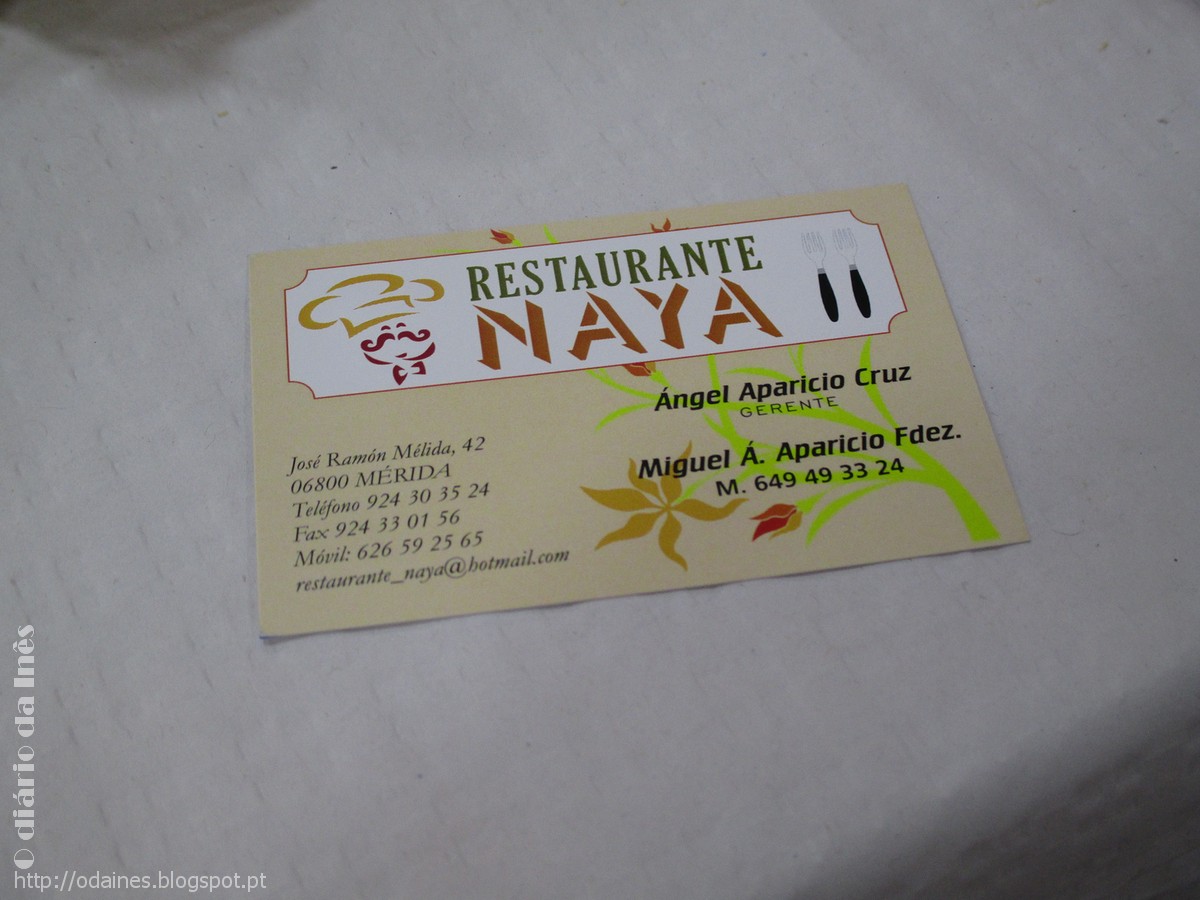 RESTAURANTE
NAYA
Ángel Aparicio Cruz
GERENTE
Miguel Á. Aparicio Fdez.
M. 649 49 33 24
José Ramón Mélida, 42
06800 MÉRIDA
Teléfono 924 30 35 24
Fax 924 33 01 56
Móvil: 626 59 25 65
restaurante_naya@hotmail.com
O diário da Inês
http://odaines.blogspot.pt